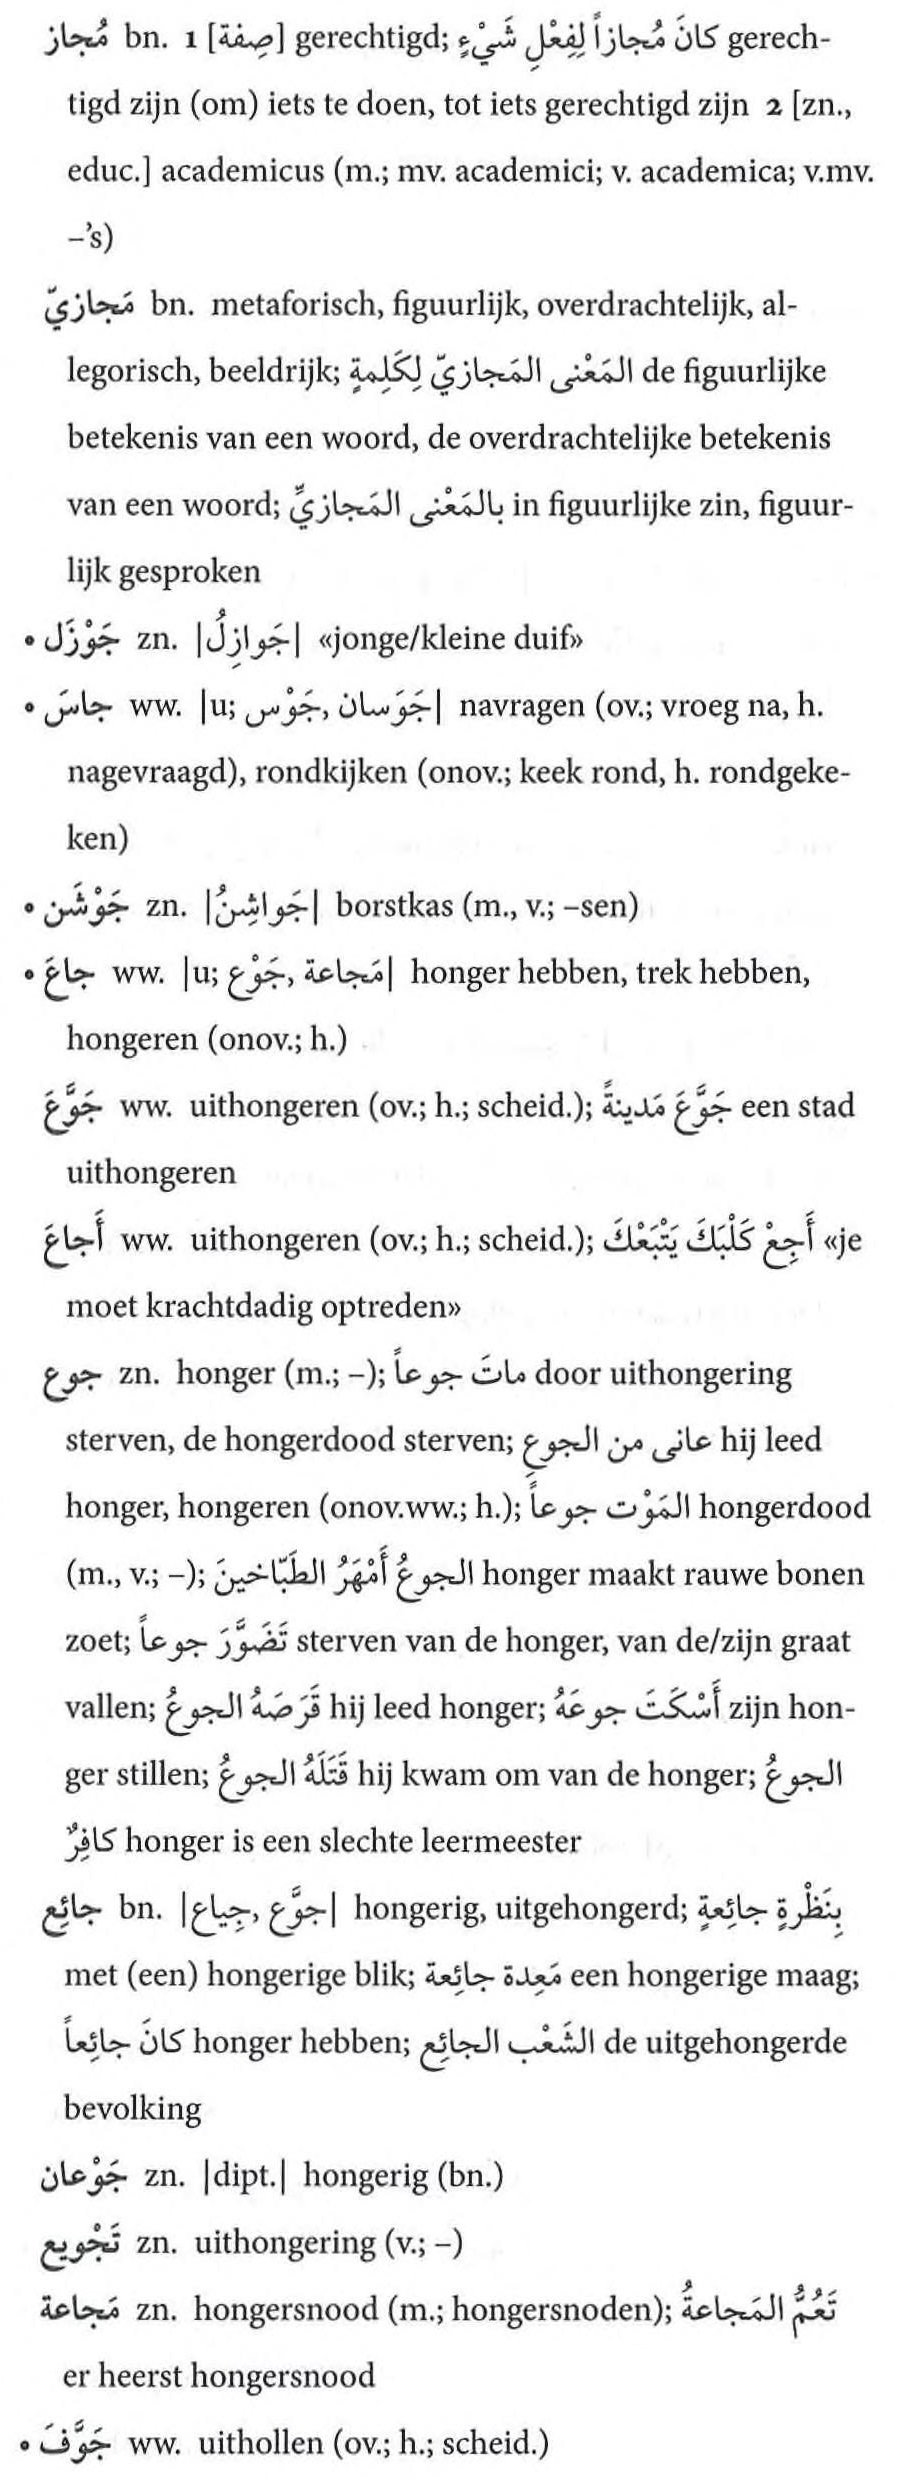 مُجاز bn. 1 [صِفة] gerechtigd; كانَ مُجازاً لِفِعْلِ شَيْءٍ gerech-
tigd zijn (om) iets te doen, tot iets gerechtigd zijn 2 [zn.,
educ.] academicus (m.; mv. academici; v. academica; v.mv.
–’s)
مَجازيّ bn. metaforisch, figuurlijk, overdrachtelijk, al-
legorisch, beeldrijk; المَعْنى المَجازيّ لِكَلِمةٍ de figuurlijke
betekenis van een woord, de overdrachtelijke betekenis
van een woord; بالمَعْنى المَجازيِّ in figuurlijke zin, figuur-
lijk gesproken
• جَوْزَل zn. |جَوازِلُ| «jonge/kleine duif»
• جاسَ ww. |u; جَوْس, جَوَسان| navragen (ov.; vroeg na, h.
nagevraagd), rondkijken (onov.; keek rond, h. rondgeke-
ken)
• جَوْشَن zn. |جَواشِنُ| borstkas (m., v.; –sen)
• جاعَ ww. |u; جَوْع, مَجاعة| honger hebben, trek hebben,
hongeren (onov.; h.)
جَوَّعَ ww. uithongeren (ov.; h.; scheid.); جَوَّعَ مَدينةً een stad
uithongeren
أَجاعَ ww. uithongeren (ov.; h.; scheid.); أَجِعْ كَلْبَكَ يَتْبَعْكَ «je
moet krachtdadig optreden»
جوع zn. honger (m.; –); ماتَ جوعاً door uithongering
sterven, de hongerdood sterven; عانى من الجوعِ hij leed
honger, hongeren (onov.ww.; h.); المَوْت جوعاً hongerdood
(m., v.; –); الجوعُ أَمْهَرُ الطَبّاخينَ honger maakt rauwe bonen
zoet; تَضَوَّرَ جوعاً sterven van de honger, van de/zijn graat
vallen; قَرَصَهُ الجوعُ hij leed honger; أَسْكَتَ جوعَهُ zijn hon-
ger stillen; قَتَلَهُ الجوعُ hij kwam om van de honger; الجوعُ
كافِرٌ honger is een slechte leermeester
جائِع bn. |جِياع, جوَّع| hongerig, uitgehongerd; بِنَظْرةٍ جائِعةٍ
met (een) hongerige blik; مَعِدة جائِعة een hongerige maag;
كانَ جائِعاً honger hebben; الشَعْب الجائِع de uitgehongerde
bevolking
جَوْعان zn. |dipt.| hongerig (bn.)
تَجْويع zn. uithongering (v.; –)
مَجاعة zn. hongersnood (m.; hongersnoden); تَعُمُّ المَجاعةُ
er heerst hongersnood
• جَوَّفَ ww. uithollen (ov.; h.; scheid.)